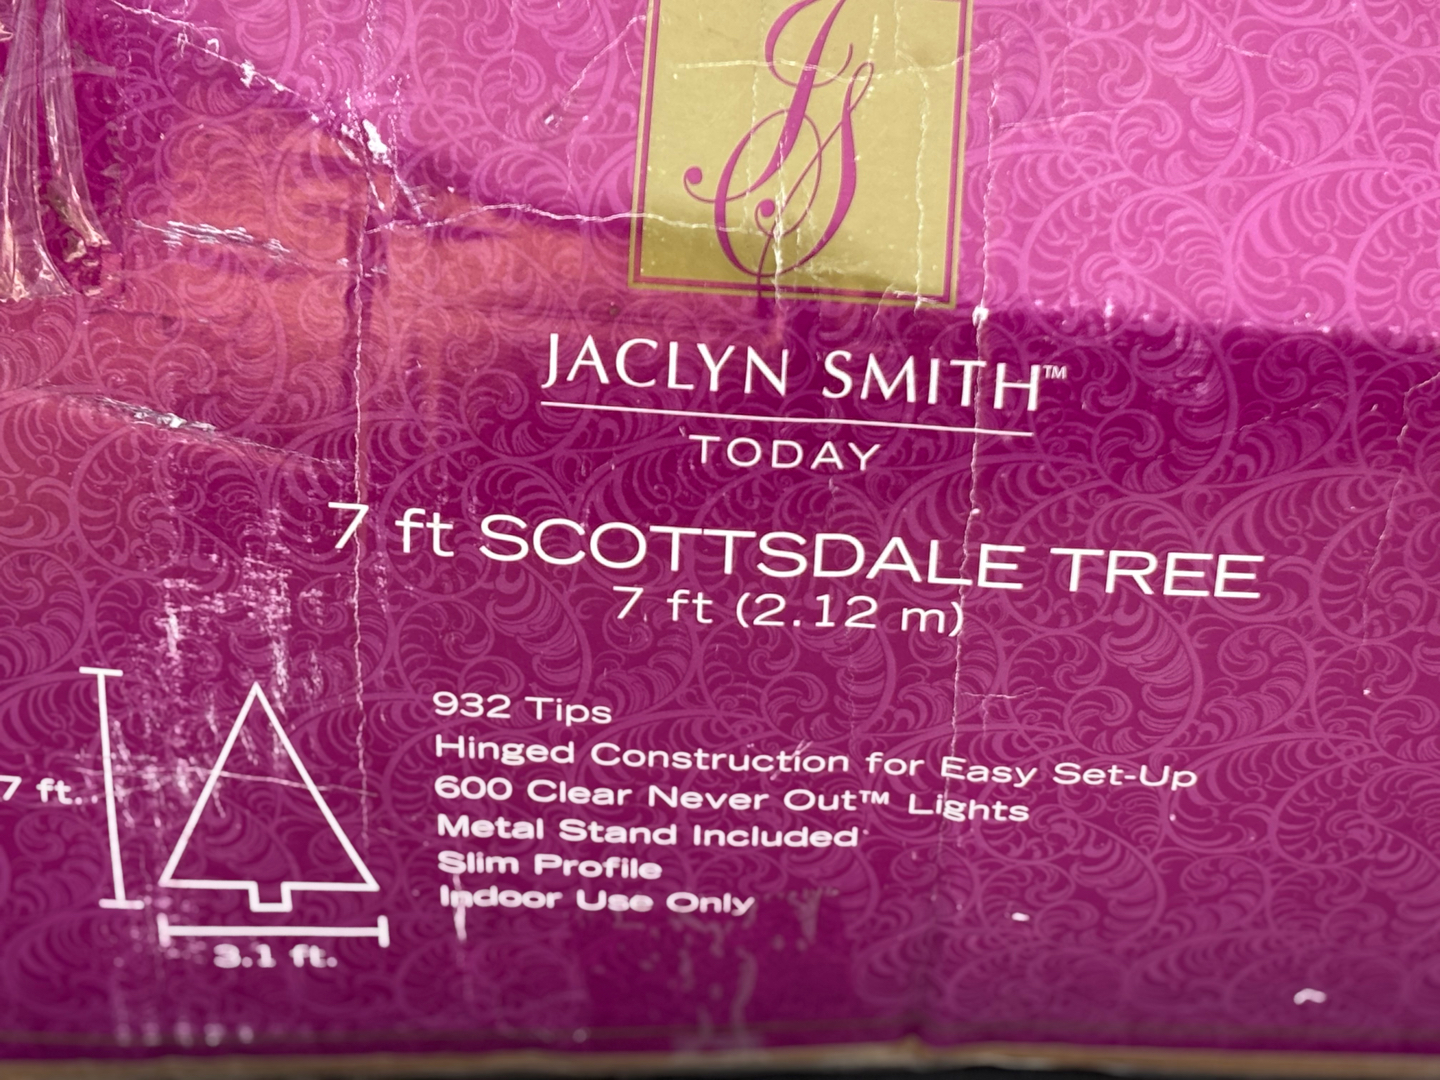 JS
JACLYN SMITH™
TODAY
7 ft SCOTTSDALE TREE
7 ft (2.12 m)
932 Tips
Hinged Construction for Easy Set-Up
600 Clear Never Out™ Lights
Metal Stand Included
Slim Profile
Indoor Use Only
7 ft.
3.1 ft.